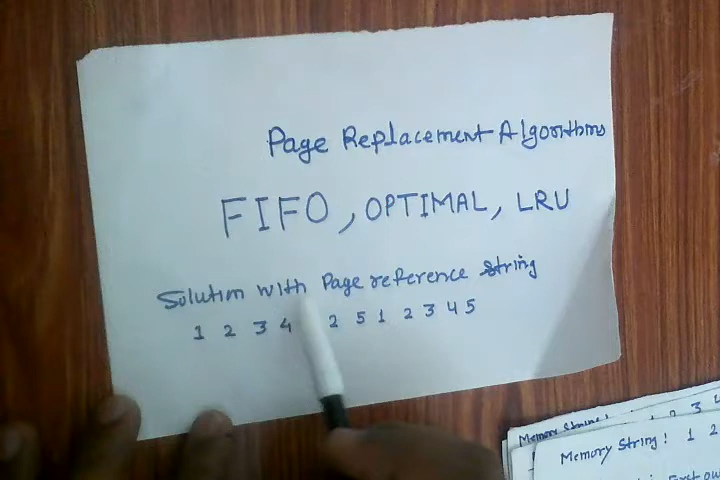 Page Replacement Algorithms
FIFO, OPTIMAL, LRU
Solution with Page reference string
1 2 3 4 2 5 1 2 3 4 5
Memory String: 1 2